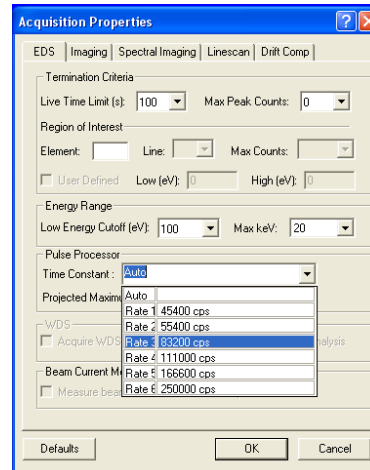 Acquisition Properties
EDS Imaging Spectral Imaging Linescan Drift Comp
Termination Criteria
Live Time Limit (s): 100 Max Peak Counts: 0
Region of Interest
Element: Line: Max Counts:
User Defined Low (eV): 0 High (eV): 0
Energy Range
Low Energy Cutoff (eV): 100 Max keV: 20
Pulse Processor
Time Constant : Auto
Projected Maximu
Auto
Rate 1 45400 cps
Rate 2 55400 cps
Rate 3 83200 cps
Rate 4 111000 cps
Rate 5 166600 cps
Rate 6 250000 cps
WDS
Acquire WDS alysis
Beam Current Me
Measure bea
Defaults OK Cancel